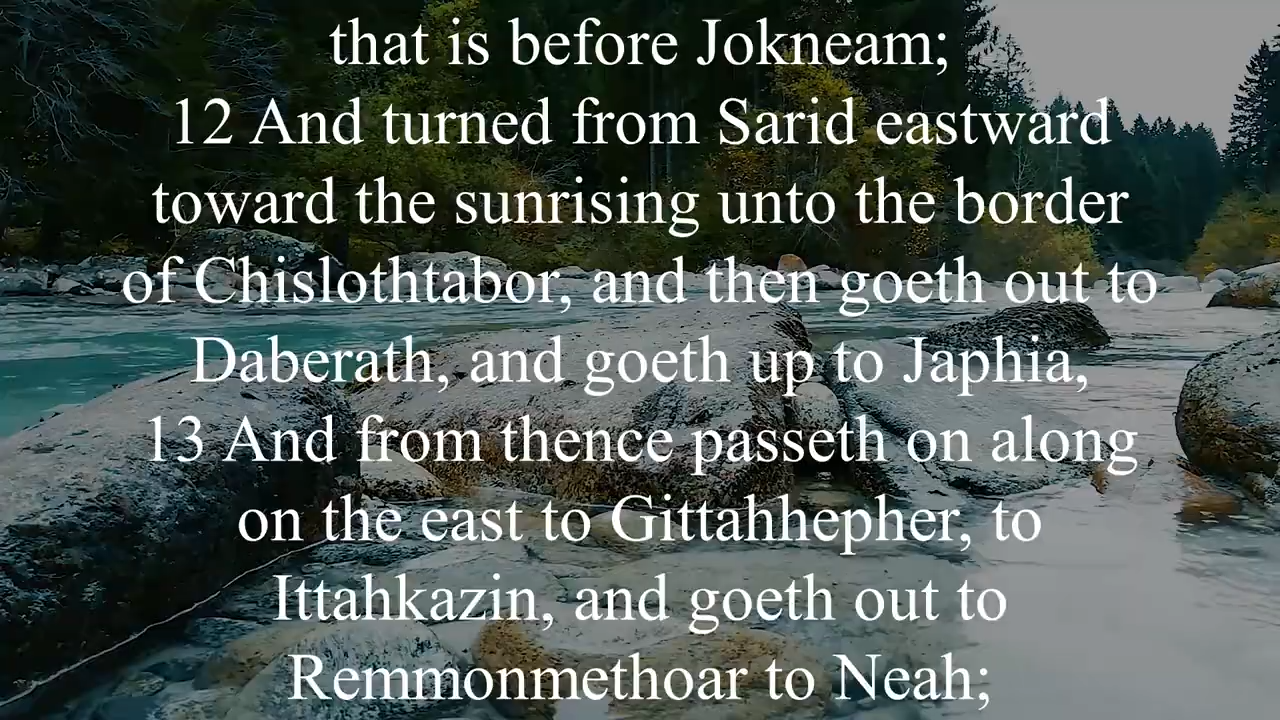 that is before Jokneam;
12 And turned from Sarid eastward
toward the sunrising unto the border
of Chislothtabor, and then goeth out to
Daberath, and goeth up to Japhia,
13 And from thence passeth on along
on the east to Gittahhepher, to
Ittahkazin, and goeth out to
Remmonmethoar to Neah;